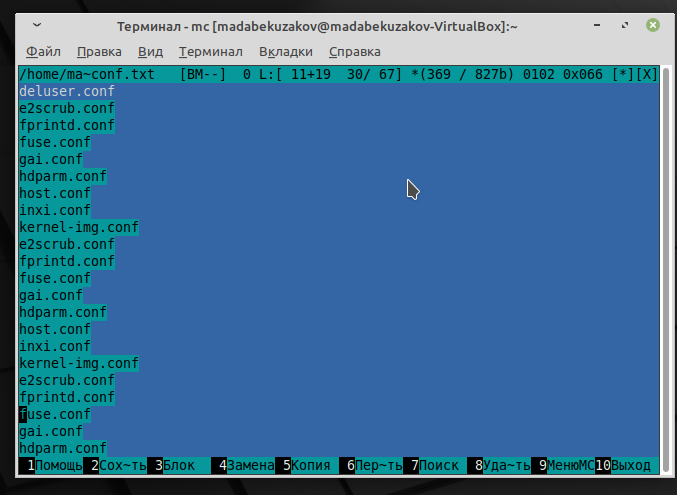 Терминал - mc [madabekuzakov@madabekuzakov-VirtualBox]:~
Файл Правка Вид Терминал Вкладки Справка
/home/ma~conf.txt [BM--] 0 L:[ 11+19 30/ 67] *(369 / 827b) 0102 0x066 [*][X]
deluser.conf
e2scrub.conf
fprintd.conf
fuse.conf
gai.conf
hdparm.conf
host.conf
inxi.conf
kernel-img.conf
e2scrub.conf
fprintd.conf
fuse.conf
gai.conf
hdparm.conf
host.conf
inxi.conf
kernel-img.conf
e2scrub.conf
fprintd.conf
fuse.conf
gai.conf
hdparm.conf
1Помощь 2Сох~ть 3Блок 4Замена 5Копия 6Пер~ть 7Поиск 8Уда~ть 9МенюMC 10Выход